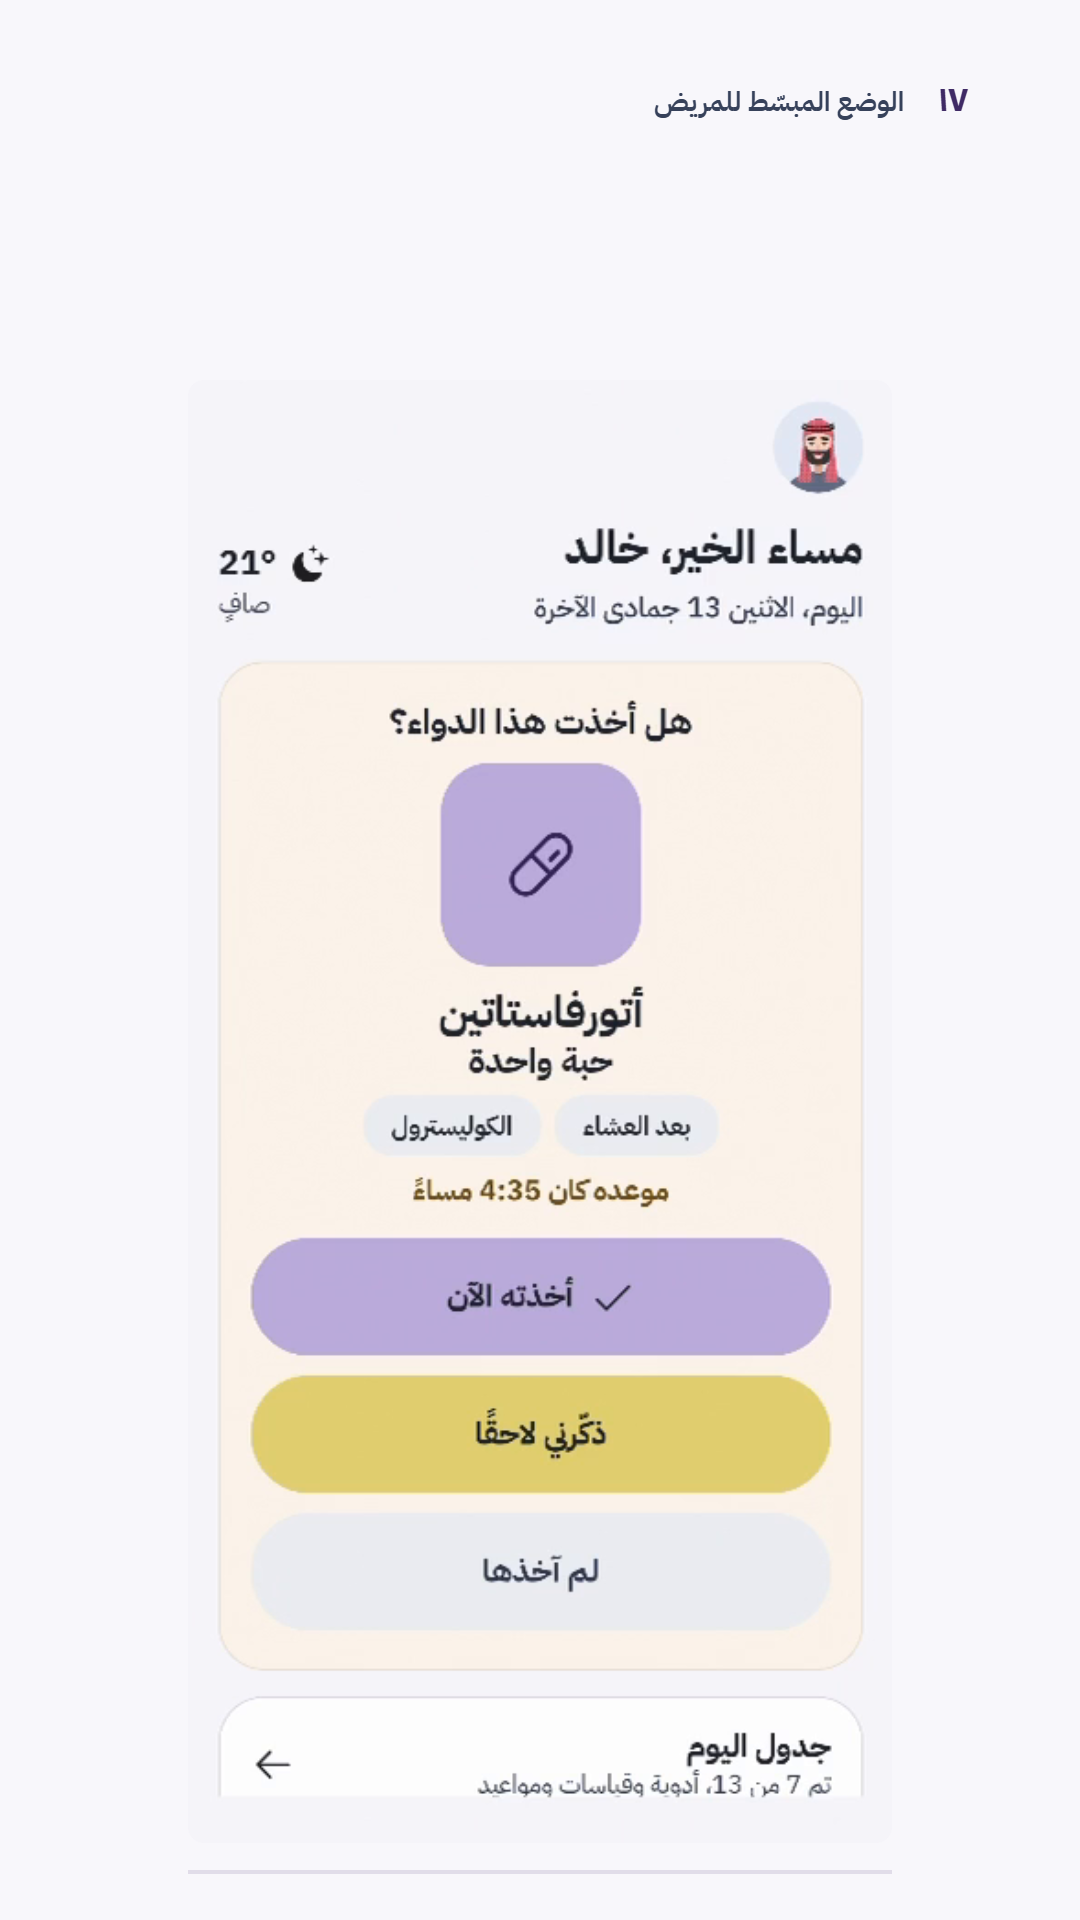 ١٧ الوضع المبسّط للمريض
مساء الخير، خالد
21°
اليوم، الاثنين 13 جمادى الآخرة
صافٍ
هل أخذت هذا الدواء؟
أتورفاستاتين
حبة واحدة
بعد العشاء
الكوليسترول
موعده كان 4:35 مساءً
أخذته الآن
ذكّرني لاحقًا
لم آخذها
جدول اليوم
تم 7 من 13، أدوية وقياسات ومواعيد